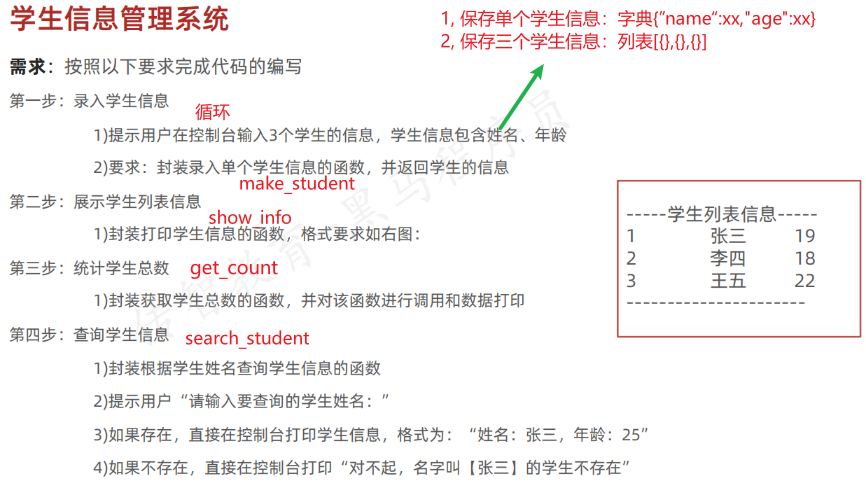 学生信息管理系统
1, 保存单个学生信息：字典{“name“:xx,"age":xx}
2, 保存三个学生信息：列表[{},{},{}]
需求：按照以下要求完成代码的编写
第一步：录入学生信息
循环
1)提示用户在控制台输入3个学生的信息，学生信息包含姓名、年龄
2)要求：封装录入单个学生信息的函数，并返回学生的信息
make_student
第二步：展示学生列表信息
show_info
1)封装打印学生信息的函数，格式要求如右图：
第三步：统计学生总数
get_count
1)封装获取学生总数的函数，并对该函数进行调用和数据打印
第四步：查询学生信息
search_student
1)封装根据学生姓名查询学生信息的函数
2)提示用户“请输入要查询的学生姓名：”
3)如果存在，直接在控制台打印学生信息，格式为：“姓名：张三，年龄：25”
4)如果不存在，直接在控制台打印“对不起，名字叫【张三】的学生不存在”
-----学生列表信息-----
1 张三 19
2 李四 18
3 王五 22
------------------------
传智教育 黑马程序员